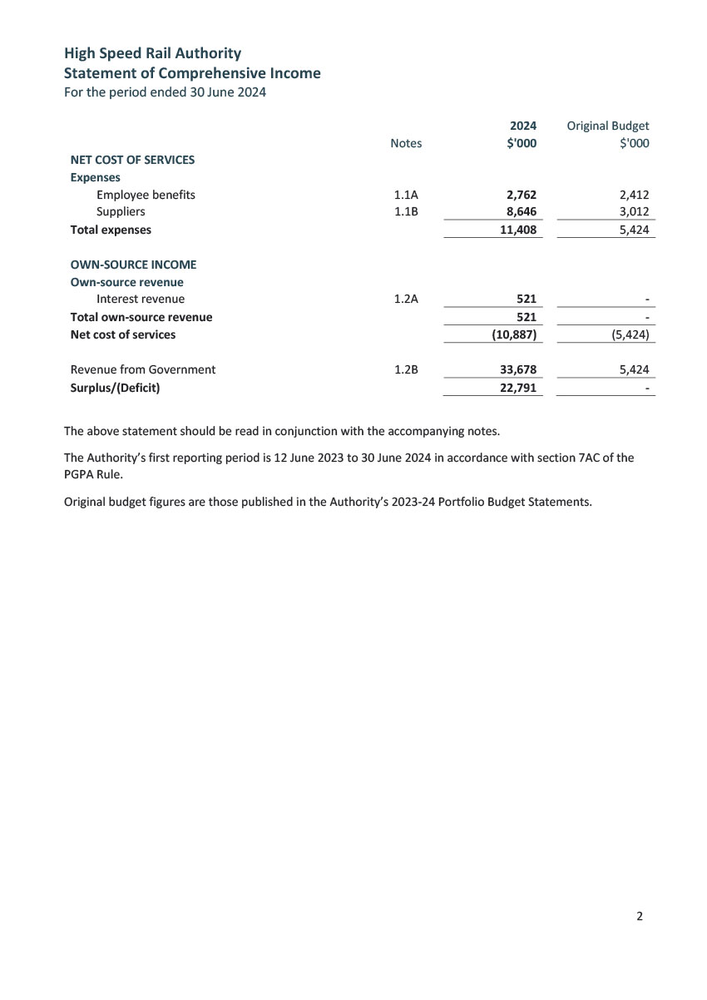 High Speed Rail Authority
Statement of Comprehensive Income
For the period ended 30 June 2024
2024 Original Budget
Notes $'000 $'000
NET COST OF SERVICES
Expenses
Employee benefits 1.1A 2,762 2,412
Suppliers 1.1B 8,646 3,012
Total expenses 11,408 5,424
OWN-SOURCE INCOME
Own-source revenue
Interest revenue 1.2A 521 -
Total own-source revenue 521 -
Net cost of services (10,887) (5,424)
Revenue from Government 1.2B 33,678 5,424
Surplus/(Deficit) 22,791 -
The above statement should be read in conjunction with the accompanying notes.
The Authority’s first reporting period is 12 June 2023 to 30 June 2024 in accordance with section 7AC of the
PGPA Rule.
Original budget figures are those published in the Authority’s 2023-24 Portfolio Budget Statements.
2